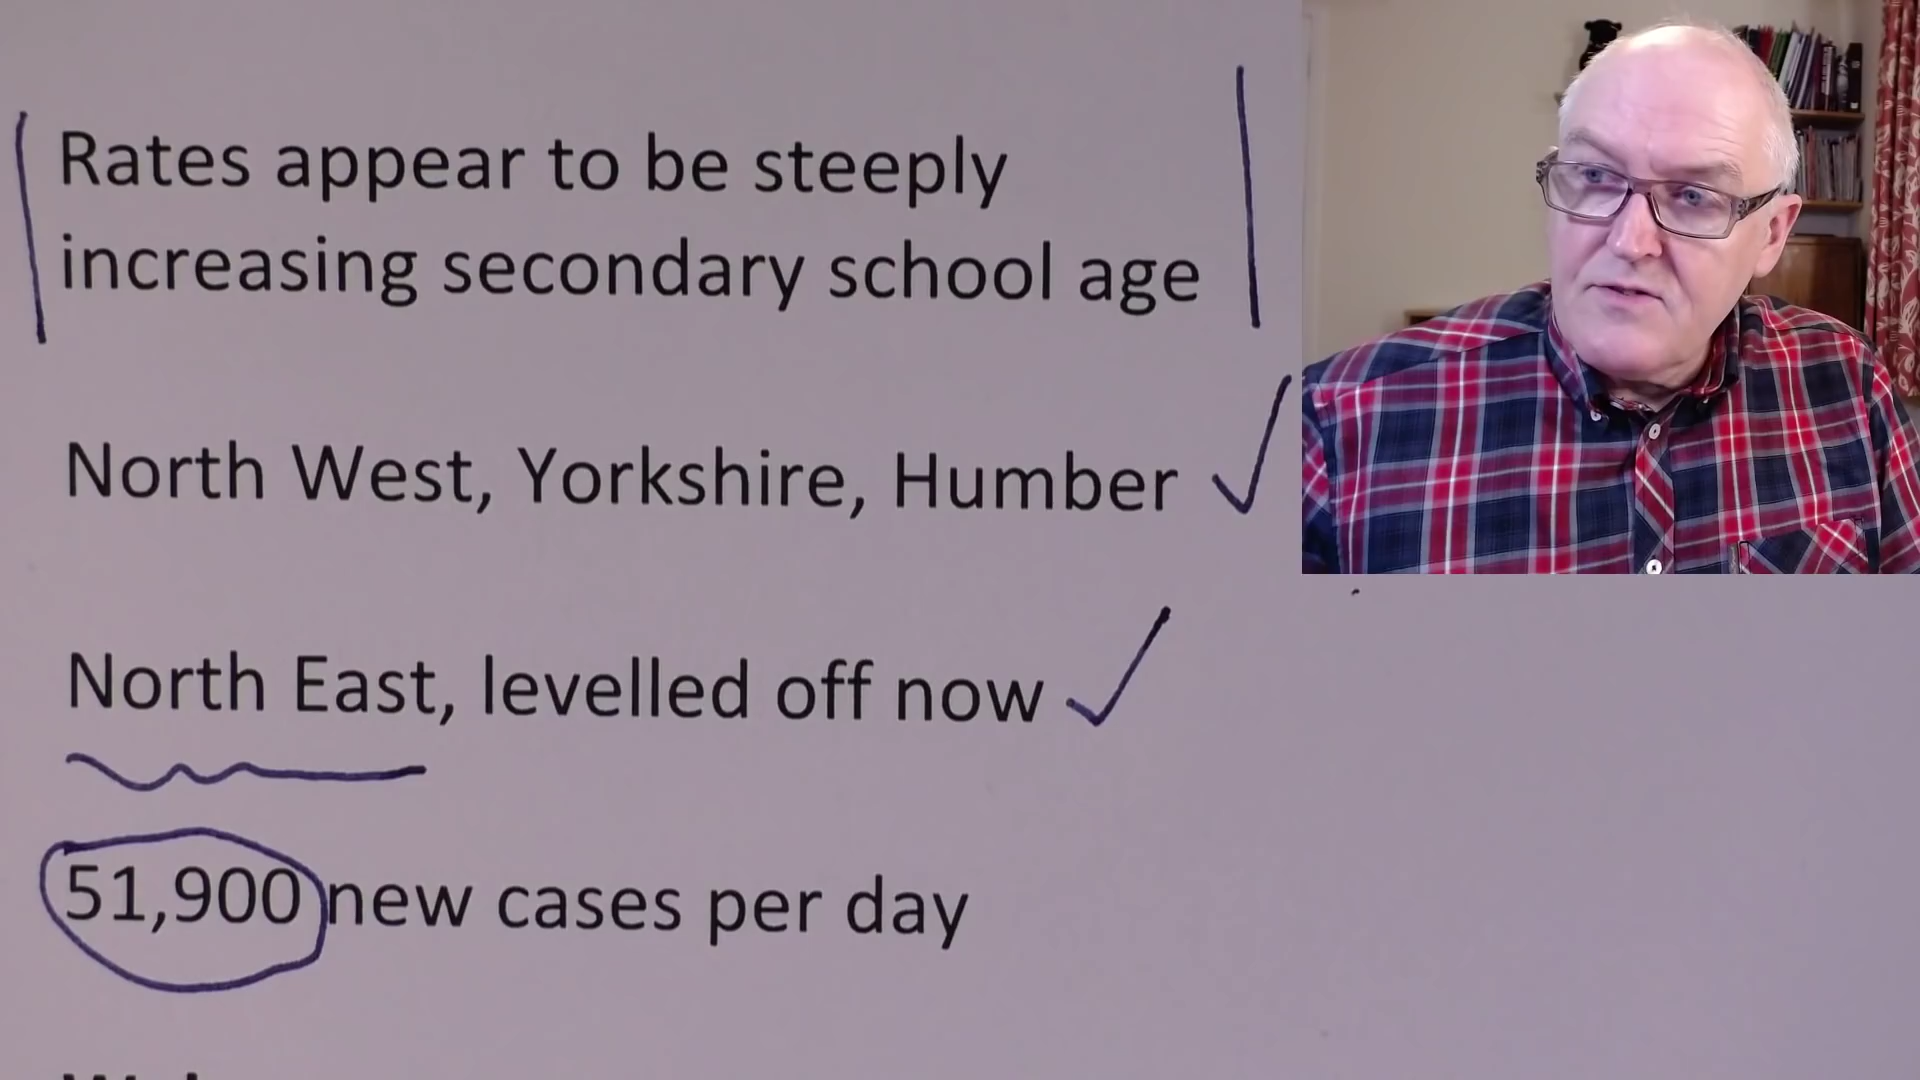 Rates appear to be steeply
increasing secondary school age
North West, Yorkshire, Humber
North East, levelled off now
51,900 new cases per day